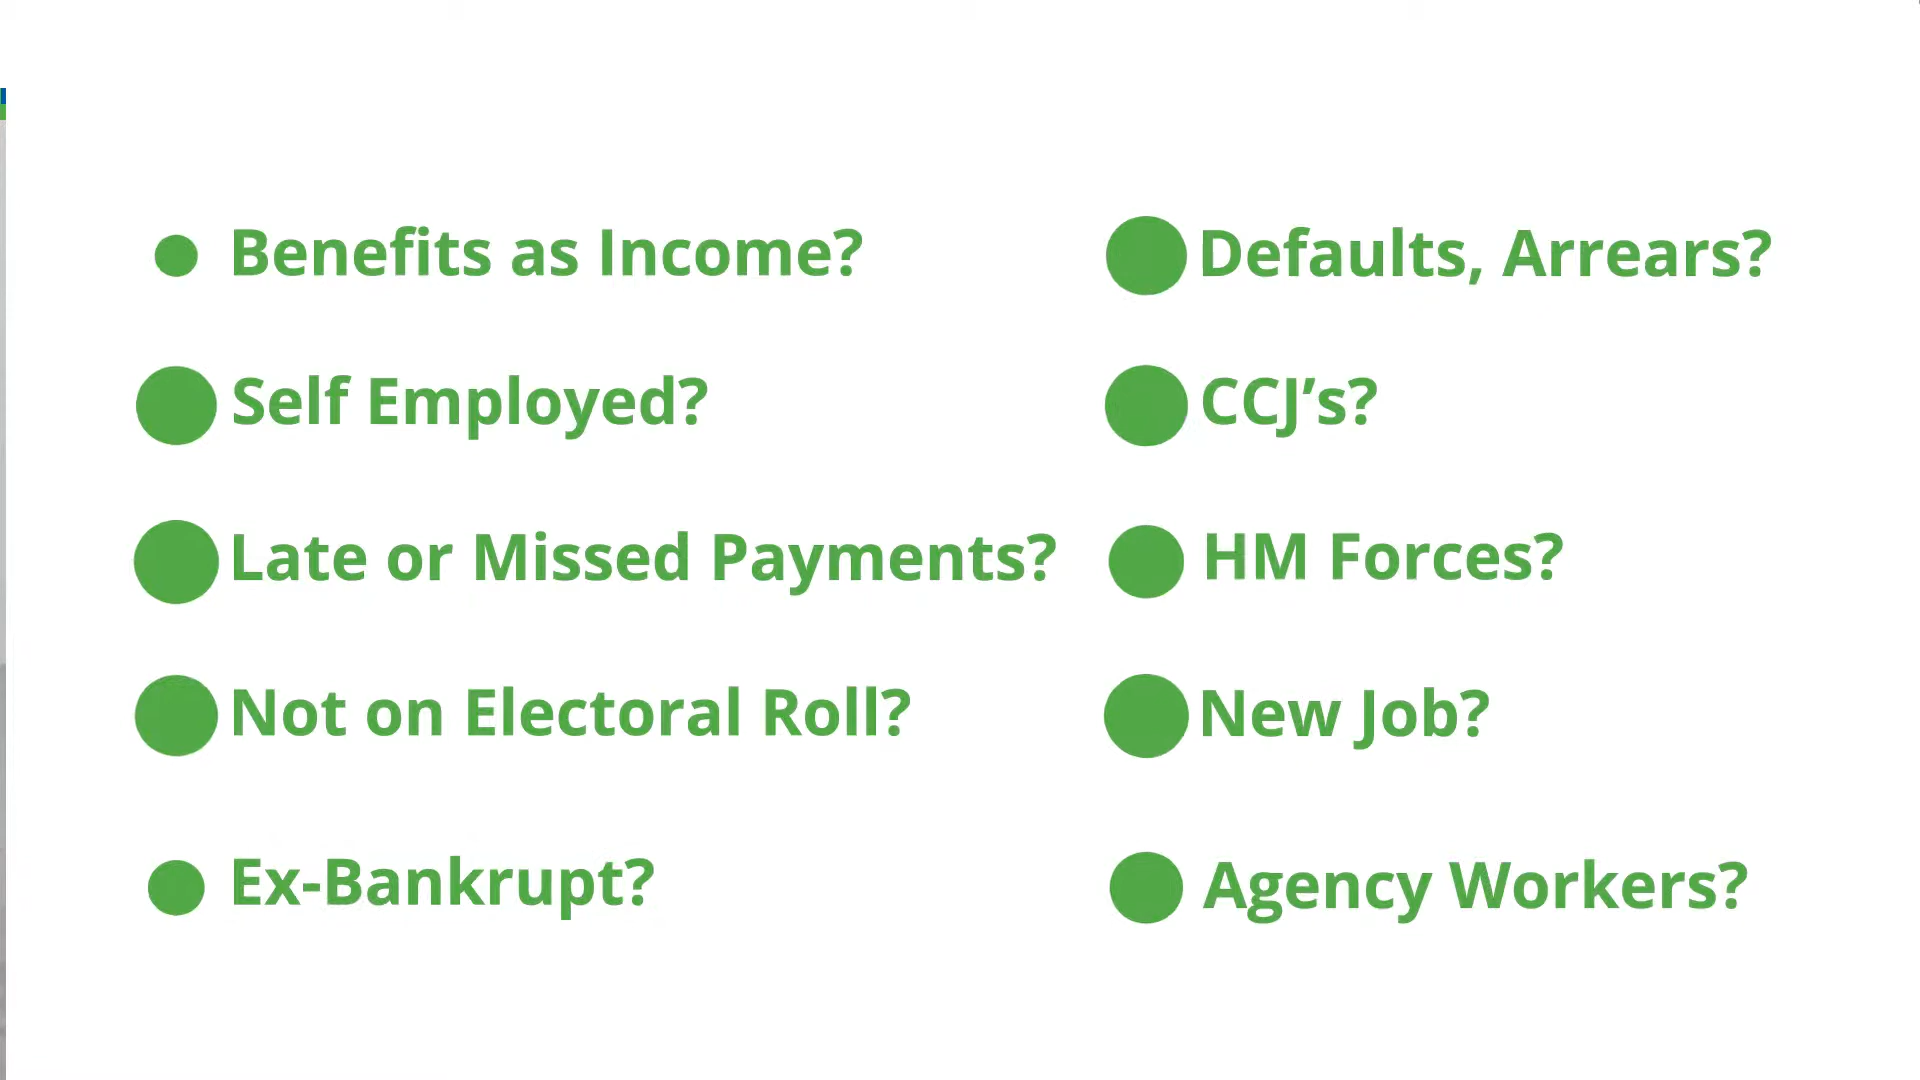 Benefits as Income?
Self Employed?
Late or Missed Payments?
Not on Electoral Roll?
Ex-Bankrupt?
Defaults, Arrears?
CCJ’s?
HM Forces?
New Job?
Agency Workers?